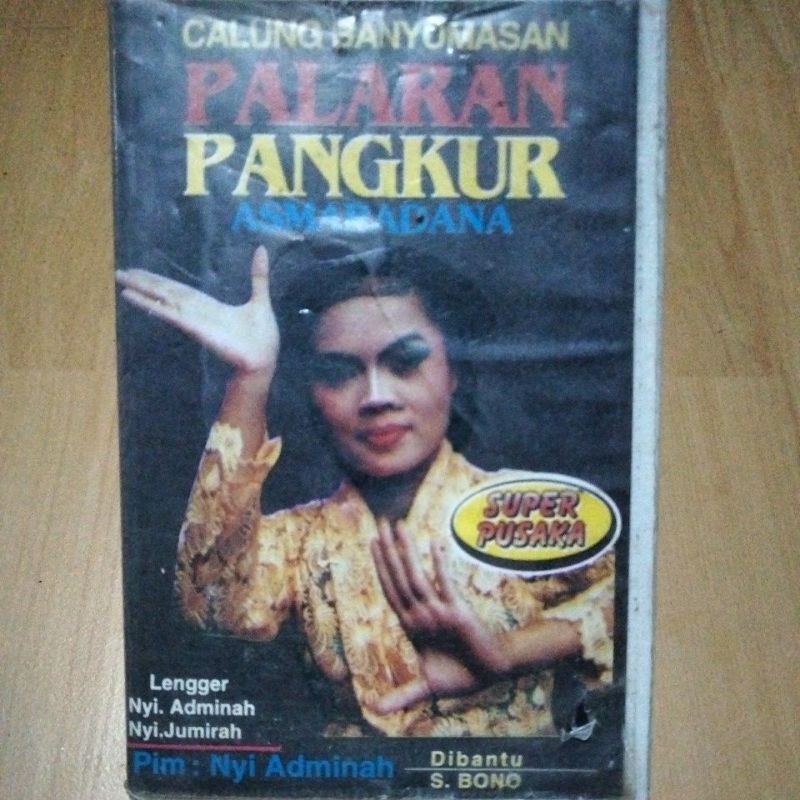 CALUNG BANYUMASAN
PALARAN
PANGKUR
ASMARADANA
SUPER
PUSAKA
Lengger
Nyi. Adminah
Nyi.Jumirah
Pim : Nyi Adminah
Dibantu
S. BONO